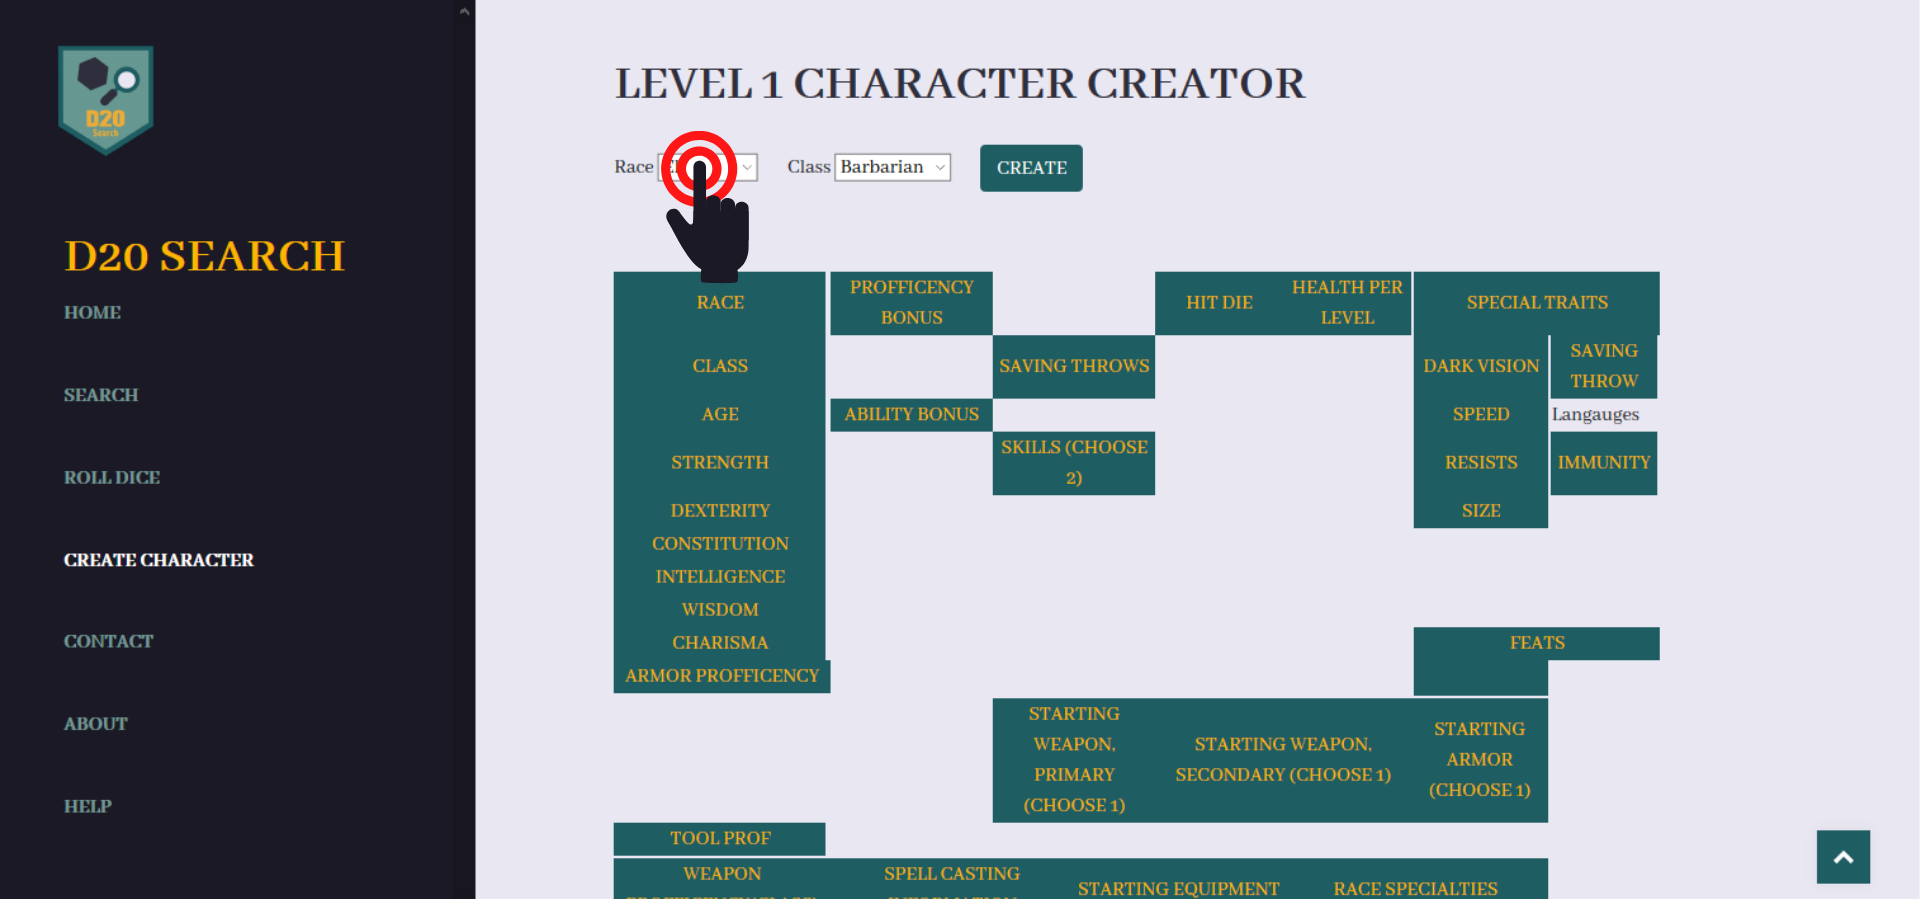 D20
Search
D20 SEARCH
HOME
SEARCH
ROLL DICE
CREATE CHARACTER
CONTACT
ABOUT
HELP
LEVEL 1 CHARACTER CREATOR
Race
Class Barbarian
CREATE
RACE
PROFFICENCY
BONUS
HIT DIE
HEALTH PER
LEVEL
SPECIAL TRAITS
CLASS
SAVING THROWS
DARK VISION
SAVING
THROW
AGE
ABILITY BONUS
SPEED
Langauges
STRENGTH
SKILLS (CHOOSE
2)
RESISTS
IMMUNITY
DEXTERITY
SIZE
CONSTITUTION
INTELLIGENCE
WISDOM
CHARISMA
FEATS
ARMOR PROFFICENCY
STARTING
WEAPON,
PRIMARY
(CHOOSE 1)
STARTING WEAPON,
SECONDARY (CHOOSE 1)
STARTING
ARMOR
(CHOOSE 1)
TOOL PROF
WEAPON
SPELL CASTING
STARTING EQUIPMENT
RACE SPECIALTIES